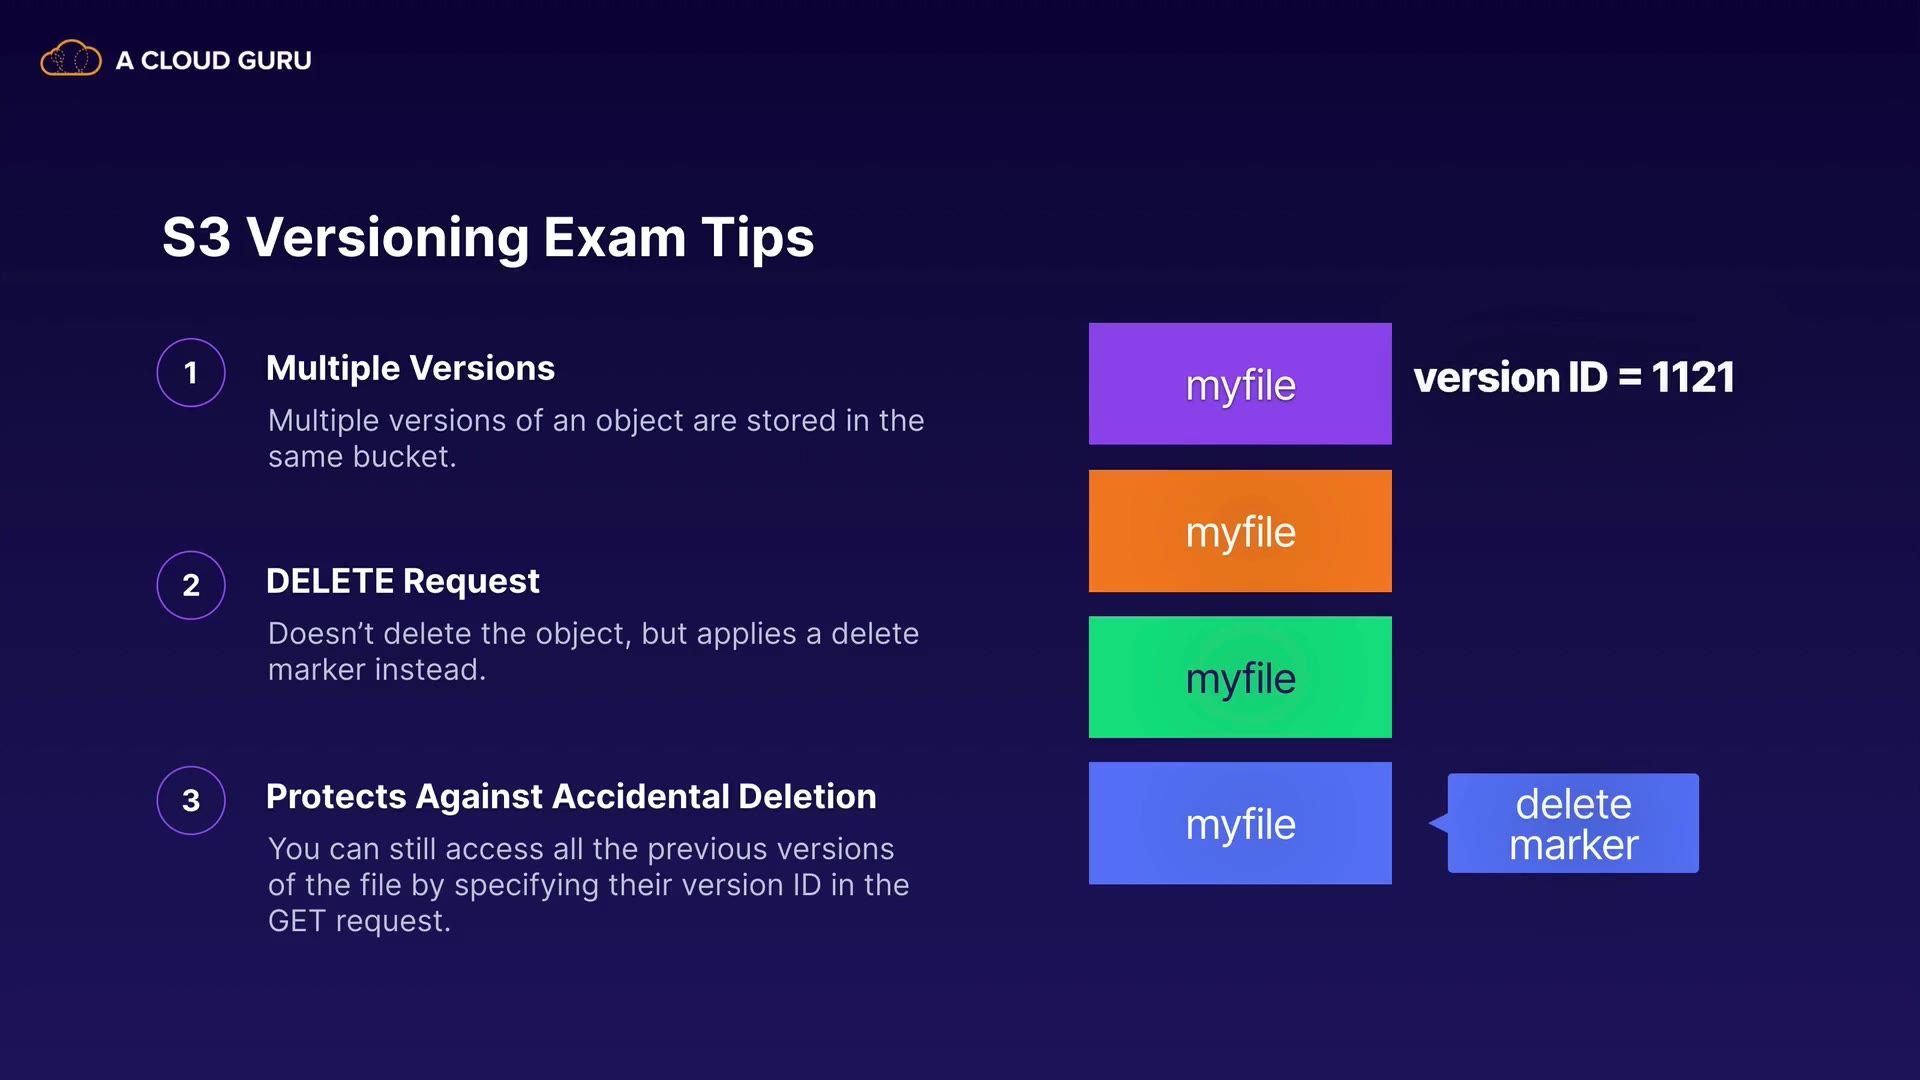 A CLOUD GURU
S3 Versioning Exam Tips
1
Multiple Versions
Multiple versions of an object are stored in the
same bucket.
2
DELETE Request
Doesn’t delete the object, but applies a delete
marker instead.
3
Protects Against Accidental Deletion
You can still access all the previous versions
of the file by specifying their version ID in the
GET request.
myfile
version ID = 1121
myfile
myfile
myfile
delete
marker